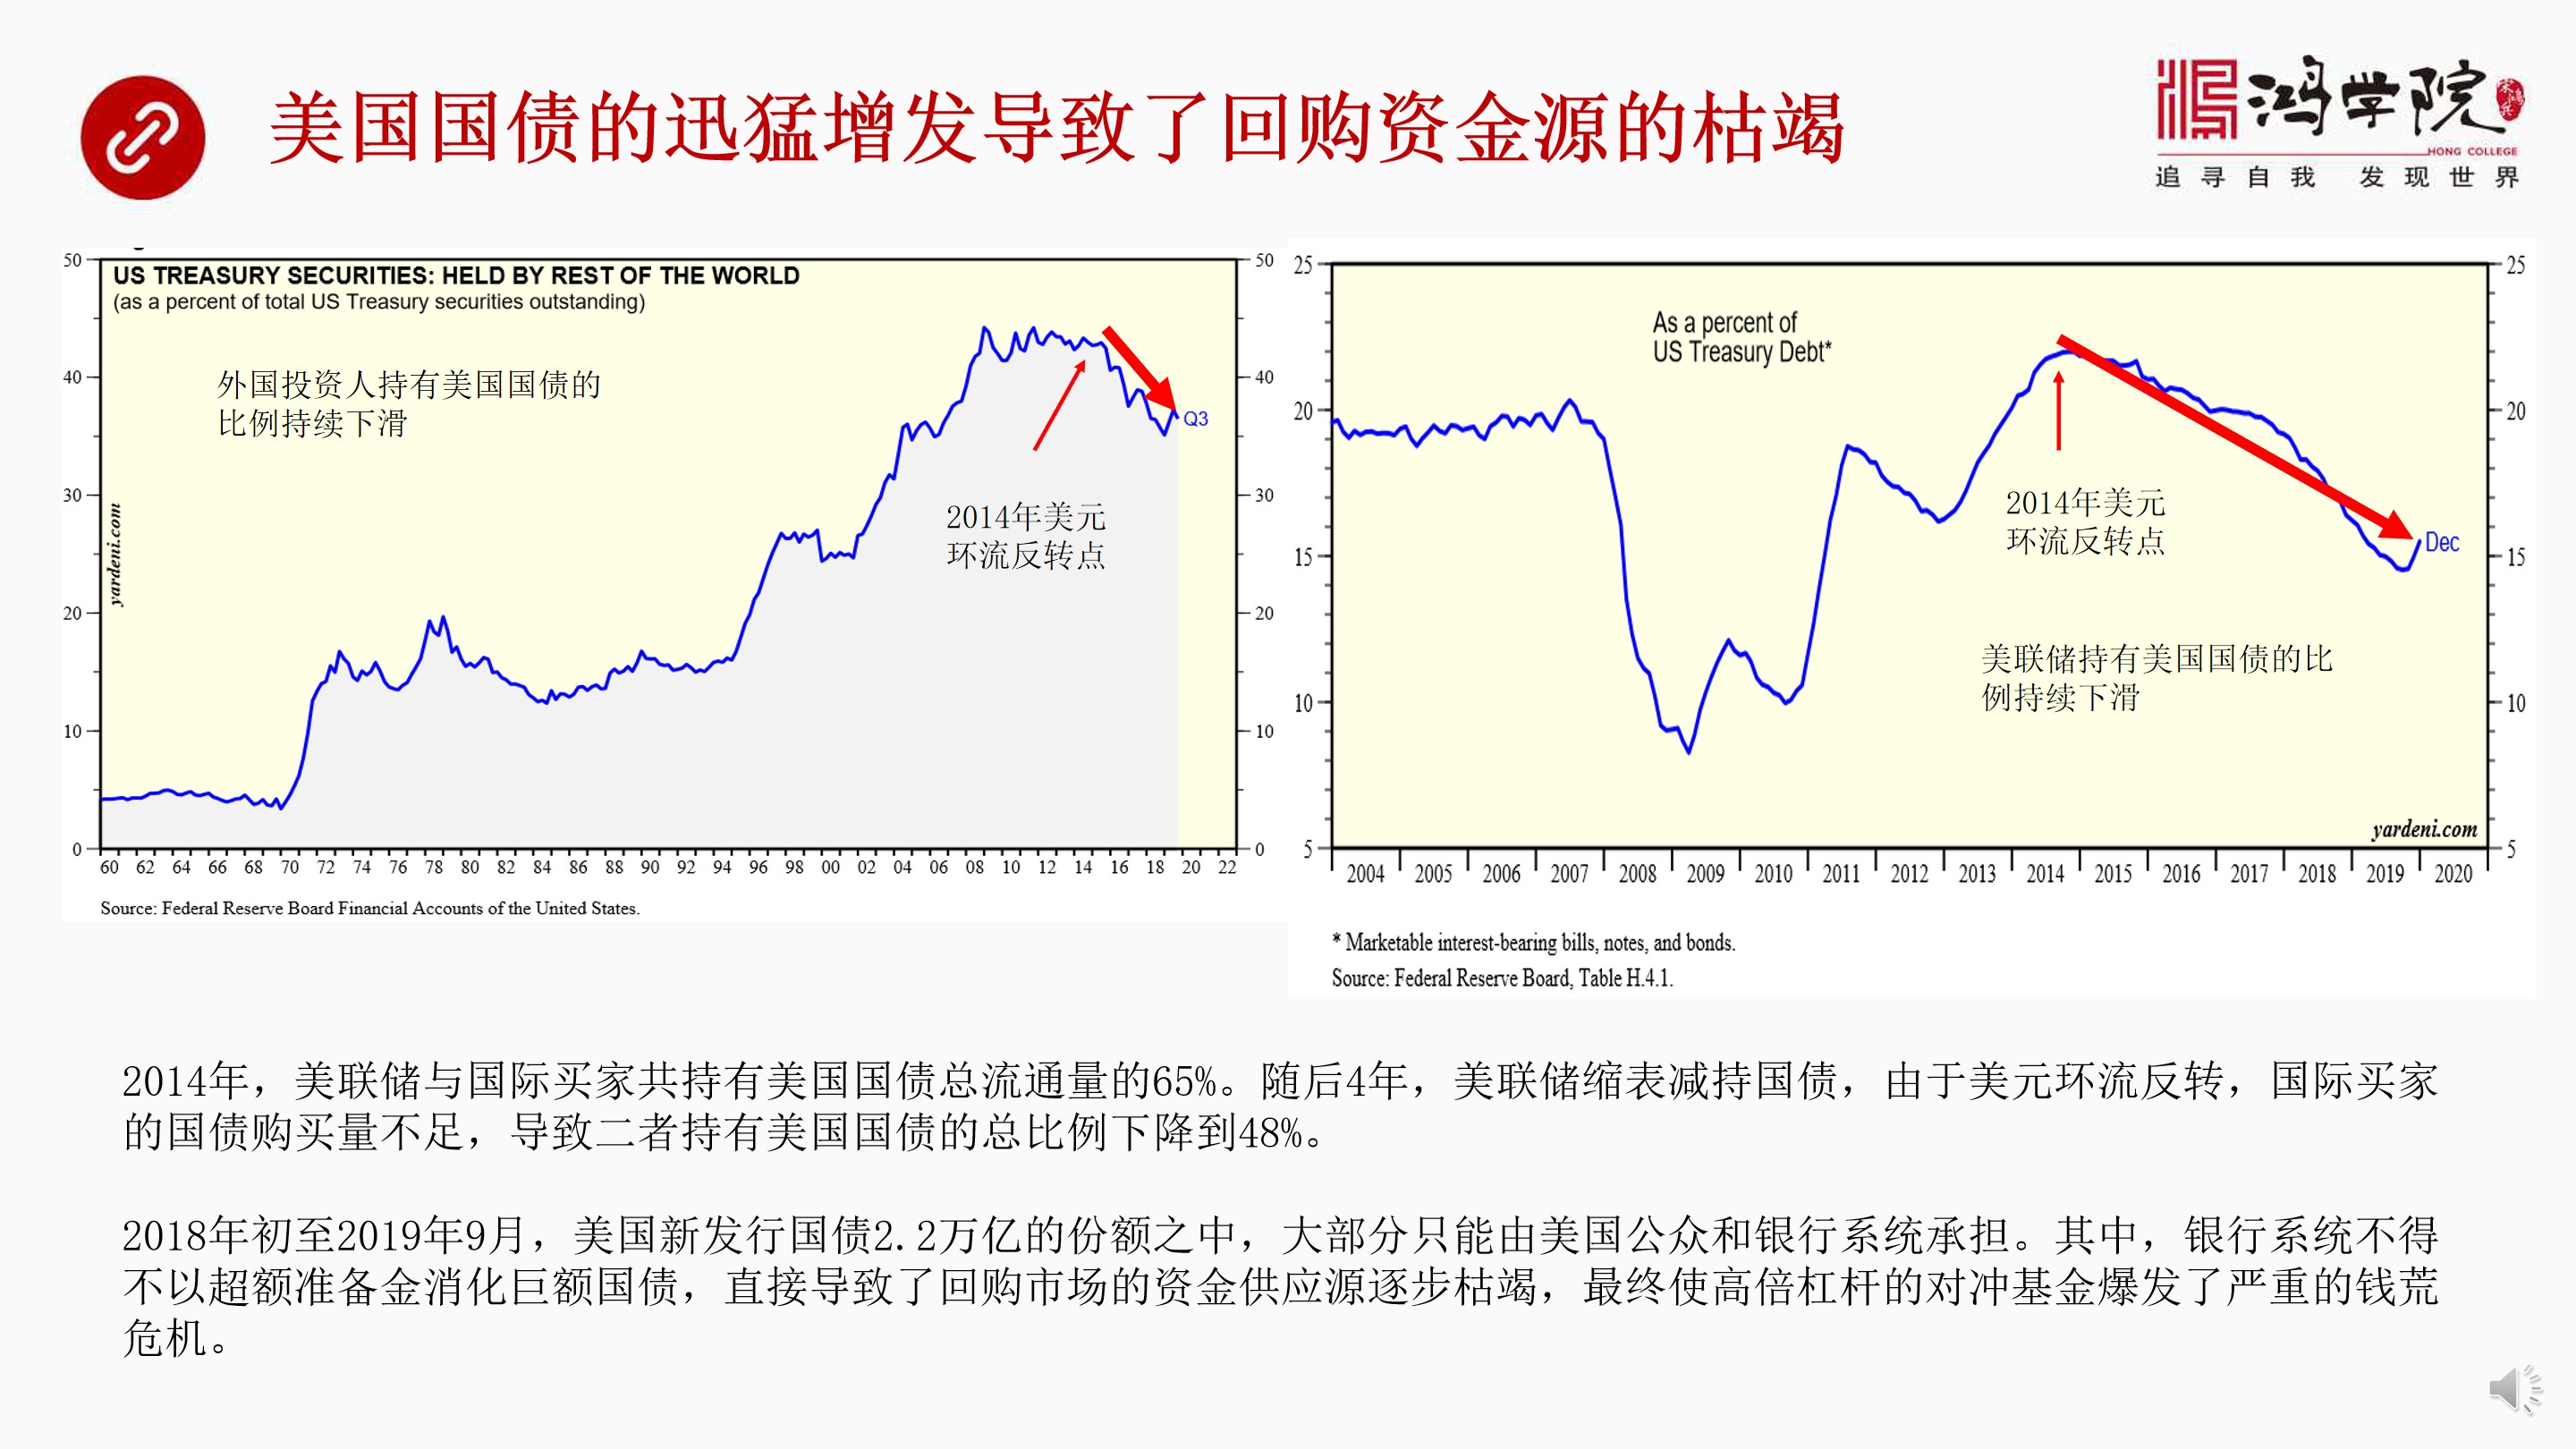 美国国债的迅猛增发导致了回购资金源的枯竭
鸿学院
宋鸿兵
HONG COLLEGE
追寻自我 发现世界
US TREASURY SECURITIES: HELD BY REST OF THE WORLD
(as a percent of total US Treasury securities outstanding)
外国投资人持有美国国债的
比例持续下滑
2014年美元
环流反转点
Q3
yardeni.com
50
40
30
20
10
0
50
40
30
20
10
0
60 62 64 66 68 70 72 74 76 78 80 82 84 86 88 90 92 94 96 98 00 02 04 06 08 10 12 14 16 18 20 22
Source: Federal Reserve Board Financial Accounts of the United States.
As a percent of
US Treasury Debt*
2014年美元
环流反转点
美联储持有美国国债的比
例持续下滑
Dec
yardeni.com
25
20
15
10
5
25
20
15
10
5
2004 2005 2006 2007 2008 2009 2010 2011 2012 2013 2014 2015 2016 2017 2018 2019 2020
* Marketable interest-bearing bills, notes, and bonds.
Source: Federal Reserve Board, Table H.4.1.
2014年，美联储与国际买家共持有美国国债总流通量的65%。随后4年，美联储缩表减持国债，由于美元环流反转，国际买家
的国债购买量不足，导致二者持有美国国债的总比例下降到48%。
2018年初至2019年9月，美国新发行国债2.2万亿的份额之中，大部分只能由美国公众和银行系统承担。其中，银行系统不得
不以超额准备金消化巨额国债，直接导致了回购市场的资金供应源逐步枯竭，最终使高倍杠杆的对冲基金爆发了严重的钱荒
危机。